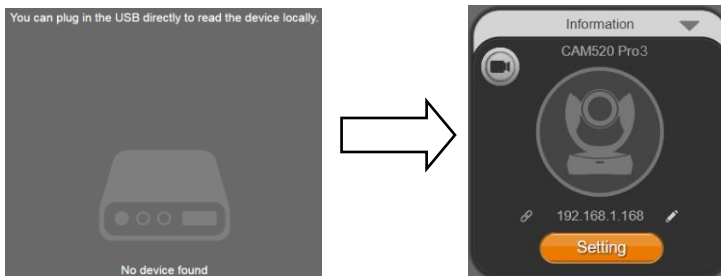 You can plug in the USB directly to read the device locally.
No device found
Information
CAM520 Pro3
192.168.1.168
Setting